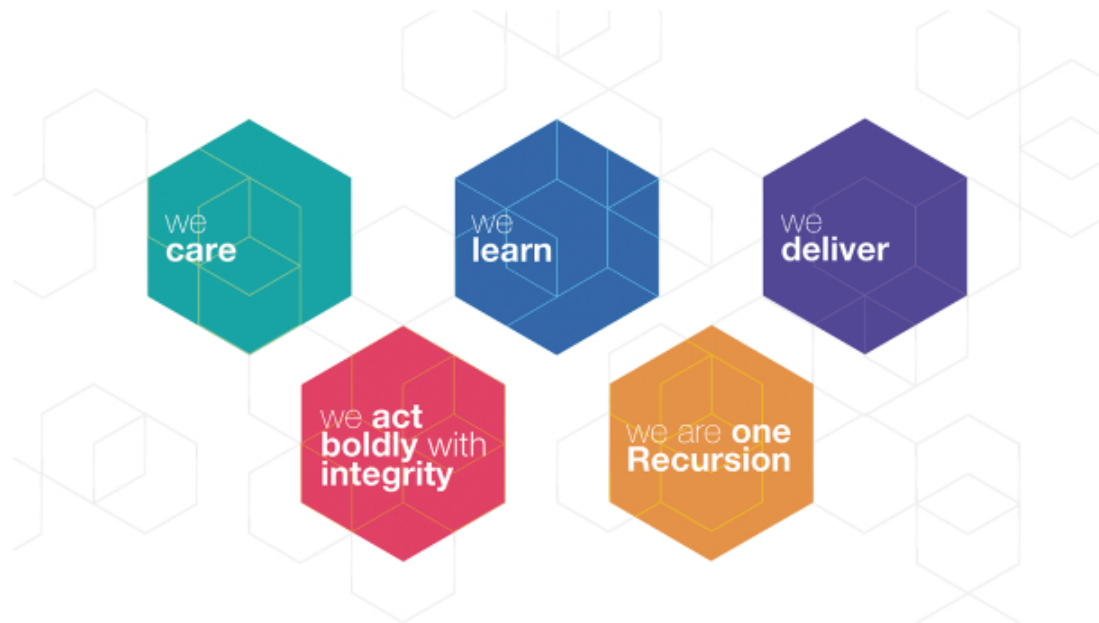 we
care
we
learn
we
deliver
we act
boldly with
integrity
we are one
Recursion